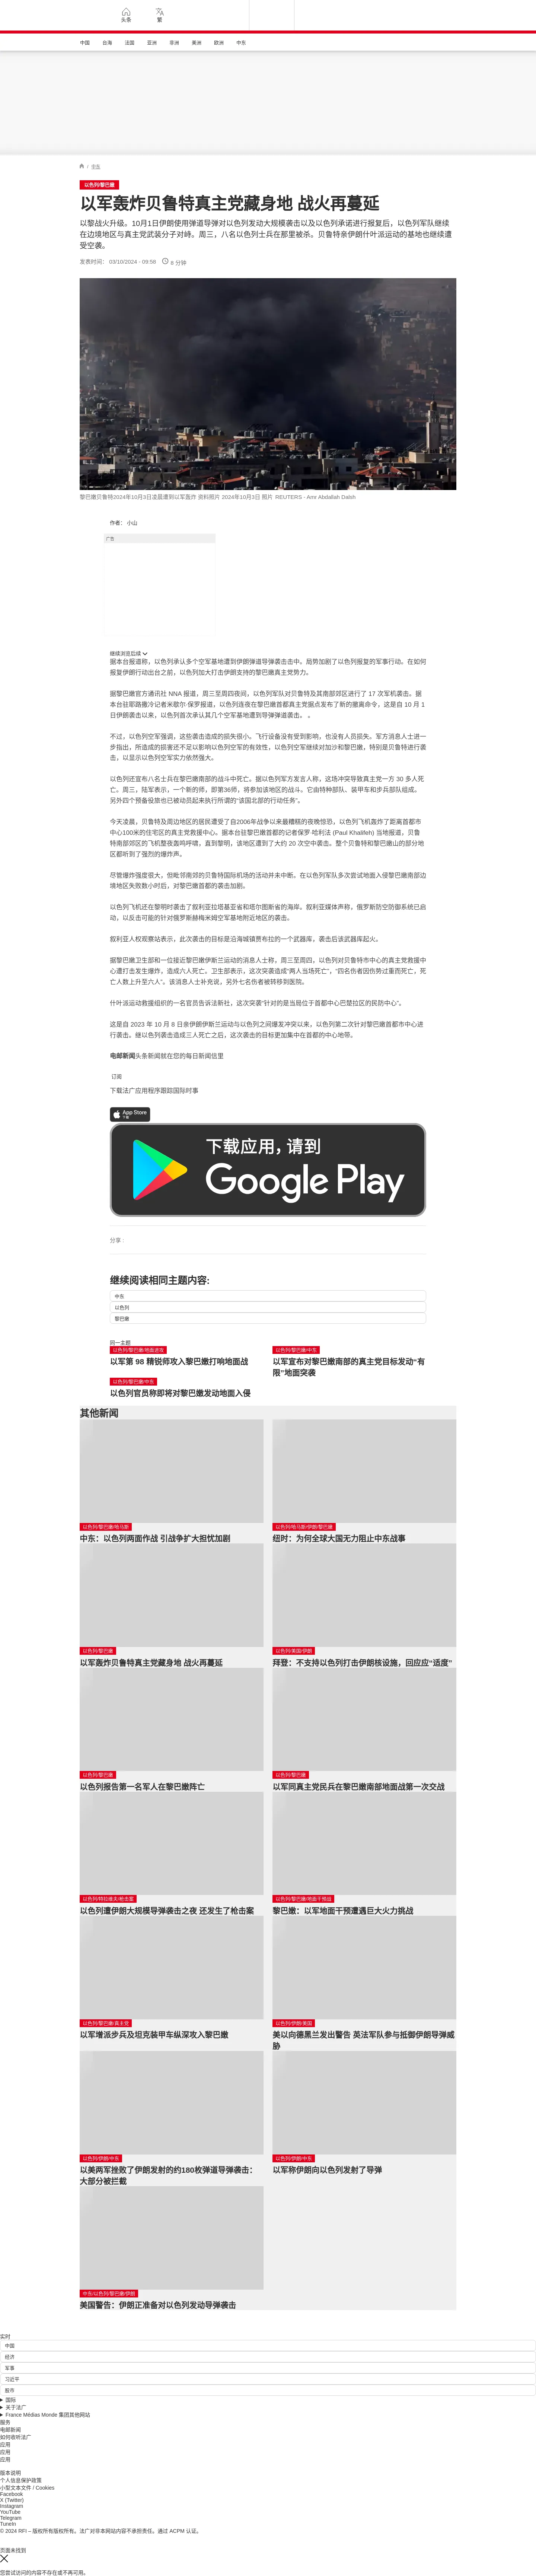 头条
繁
中国
台海
法国
亚洲
非洲
美洲
欧洲
中东
/ 中东
以色列/黎巴嫩
以军轰炸贝鲁特真主党藏身地 战火再蔓延
以黎战火升级。10月1日伊朗使用弹道导弹对以色列发动大规模袭击以及以色列承诺进行报复后，以色列军队继续
在边境地区与真主党武装分子对峙。周三，八名以色列士兵在那里被杀。贝鲁特亲伊朗什叶派运动的基地也继续遭
受空袭。
发表时间： 03/10/2024 - 09:58
8 分钟
黎巴嫩贝鲁特2024年10月3日凌晨遭到以军轰炸 资料照片 2024年10月3日 照片 REUTERS - Amr Abdallah Dalsh
作者： 小山
广告
继续浏览后续
据本台报道称，以色列承认多个空军基地遭到伊朗弹道导弹袭击击中。局势加剧了以色列报复的军事行动。在如何
报复伊朗行动出台之前，以色列加大打击伊朗支持的黎巴嫩真主党势力。
据黎巴嫩官方通讯社 NNA 报道，周三至周四夜间，以色列军队对贝鲁特及其南部郊区进行了 17 次军机袭击。据
本台驻耶路撒冷记者米歇尔·保罗报道，以色列连夜在黎巴嫩首都真主党据点发布了新的撤离命令，这是自 10 月 1
日伊朗袭击以来，以色列首次承认其几个空军基地遭到导弹弹道袭击。 。
不过，以色列空军强调，这些袭击造成的损失很小。飞行设备没有受到影响，也没有人员损失。军方消息人士进一
步指出，所造成的损害还不足以影响以色列空军的有效性，以色列空军继续对加沙和黎巴嫩，特别是贝鲁特进行袭
击，以显示以色列空军实力依然强大。
以色列还宣布八名士兵在黎巴嫩南部的战斗中死亡。据以色列军方发言人称，这场冲突导致真主党一方 30 多人死
亡。周三，陆军表示，一个新的师，即第36师，将参加该地区的战斗。它由特种部队、装甲车和步兵部队组成。
另外四个预备役旅也已被动员起来执行所谓的“该国北部的行动任务”。
今天凌晨，贝鲁特及周边地区的居民遭受了自2006年战争以来最糟糕的夜晚惊恐，以色列飞机轰炸了距离首都市
中心100米的住宅区的真主党救援中心。据本台驻黎巴嫩首都的记者保罗·哈利法 (Paul Khalifeh) 当地报道，贝鲁
特南部郊区的飞机整夜轰鸣呼啸，直到黎明，该地区遭到了大约 20 次空中袭击。整个贝鲁特和黎巴嫩山的部分地
区都听到了强烈的爆炸声。
尽管爆炸强度很大，但毗邻南郊的贝鲁特国际机场的活动并未中断。在以色列军队多次尝试地面入侵黎巴嫩南部边
境地区失败数小时后，对黎巴嫩首都的袭击加剧。
以色列飞机还在黎明时袭击了叙利亚拉塔基亚省和塔尔图斯省的海岸。叙利亚媒体声称，俄罗斯防空防御系统已启
动，以反击可能的针对俄罗斯赫梅米姆空军基地附近地区的袭击。
叙利亚人权观察站表示，此次袭击的目标是沿海城镇贾布拉的一个武器库，袭击后该武器库起火。
据黎巴嫩卫生部和一位接近黎巴嫩伊斯兰运动的消息人士称，周三至周四，以色列对贝鲁特市中心的真主党救援中
心遭打击发生爆炸，造成六人死亡。卫生部表示，这次突袭造成“两人当场死亡”，“四名伤者因伤势过重而死亡，死
亡人数上升至六人”。该消息人士补充说，另外七名伤者被转移到医院。
什叶派运动救援组织的一名官员告诉法新社，这次突袭“针对的是当局位于首都中心巴楚拉区的民防中心”。
这是自 2023 年 10 月 8 日亲伊朗伊斯兰运动与以色列之间爆发冲突以来，以色列第二次针对黎巴嫩首都市中心进
行袭击。继以色列袭击造成三人死亡之后，这次袭击的目标更加集中在首都的中心地带。
电邮新闻头条新闻就在您的每日新闻信里
订阅
下载法广应用程序跟踪国际时事
App Store
下载应用，请到
Google Play
分享 :
继续阅读相同主题内容:
中东
以色列
黎巴嫩
同一主题
以色列/黎巴嫩/地面进攻
以军第 98 精锐师攻入黎巴嫩打响地面战
以色列/黎巴嫩/中东
以军宣布对黎巴嫩南部的真主党目标发动“有
限”地面突袭
以色列/黎巴嫩/中东
以色列官员称即将对黎巴嫩发动地面入侵
其他新闻
以色列/黎巴嫩/哈马斯
中东：以色列两面作战 引战争扩大担忧加剧
以色列/哈马斯/伊朗/黎巴嫩
纽时：为何全球大国无力阻止中东战事
以色列/黎巴嫩
以军轰炸贝鲁特真主党藏身地 战火再蔓延
以色列/美国/伊朗
拜登：不支持以色列打击伊朗核设施，回应应“适度”
以色列/黎巴嫩
以色列报告第一名军人在黎巴嫩阵亡
以色列/黎巴嫩
以军同真主党民兵在黎巴嫩南部地面战第一次交战
以色列/特拉维夫/枪击案
以色列遭伊朗大规模导弹袭击之夜 还发生了枪击案
以色列/黎巴嫩/地面干预战
黎巴嫩：以军地面干预遭遇巨大火力挑战
以色列/黎巴嫩/真主党
以军增派步兵及坦克装甲车纵深攻入黎巴嫩
以色列/伊朗/美国
美以向德黑兰发出警告 英法军队参与抵御伊朗导弹威
胁
以色列/伊朗/中东
以美两军挫败了伊朗发射的约180枚弹道导弹袭击：
大部分被拦截
以色列/伊朗/中东
以军称伊朗向以色列发射了导弹
中东/以色列/黎巴嫩/伊朗
美国警告：伊朗正准备对以色列发动导弹袭击
实时
中国
经济
军事
习近平
股市
国际
关于法广
France Médias Monde 集团其他网站
服务
电邮新闻
如何收听法广
应用
应用
应用
版本说明
个人信息保护政策
小型文本文件 / Cookies
Facebook
X (Twitter)
Instagram
YouTube
Telegram
TuneIn
© 2024 RFI – 版权所有版权所有。法广对非本网站内容不承担责任。通过 ACPM 认证。
页面未找到
您尝试访问的内容不存在或不再可用。